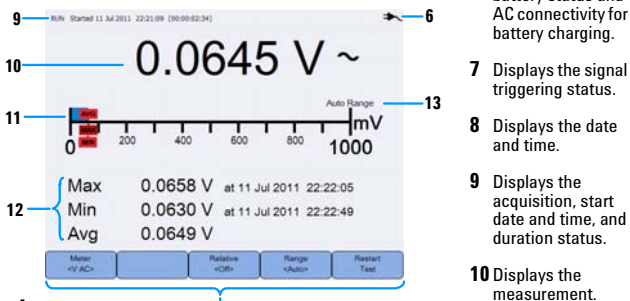 9
RUN Started 11 Jul 2011 22:21:09 (00:00:02:34)
6
10
0.0645 V ~
Auto Range
13
11
AVG
MAX
MIN
mV
0
200
400
600
800
1000
12
Max 0.0658 V at 11 Jul 2011 22:22:05
Min 0.0630 V at 11 Jul 2011 22:22:49
Avg 0.0649 V
Meter
<V AC>
Relative
<Off>
Range
<Auto>
Restart
Test
AC connectivity for
battery charging.
7 Displays the signal
triggering status.
8 Displays the date
and time.
9 Displays the
acquisition, start
date and time, and
duration status.
10 Displays the
measurement.